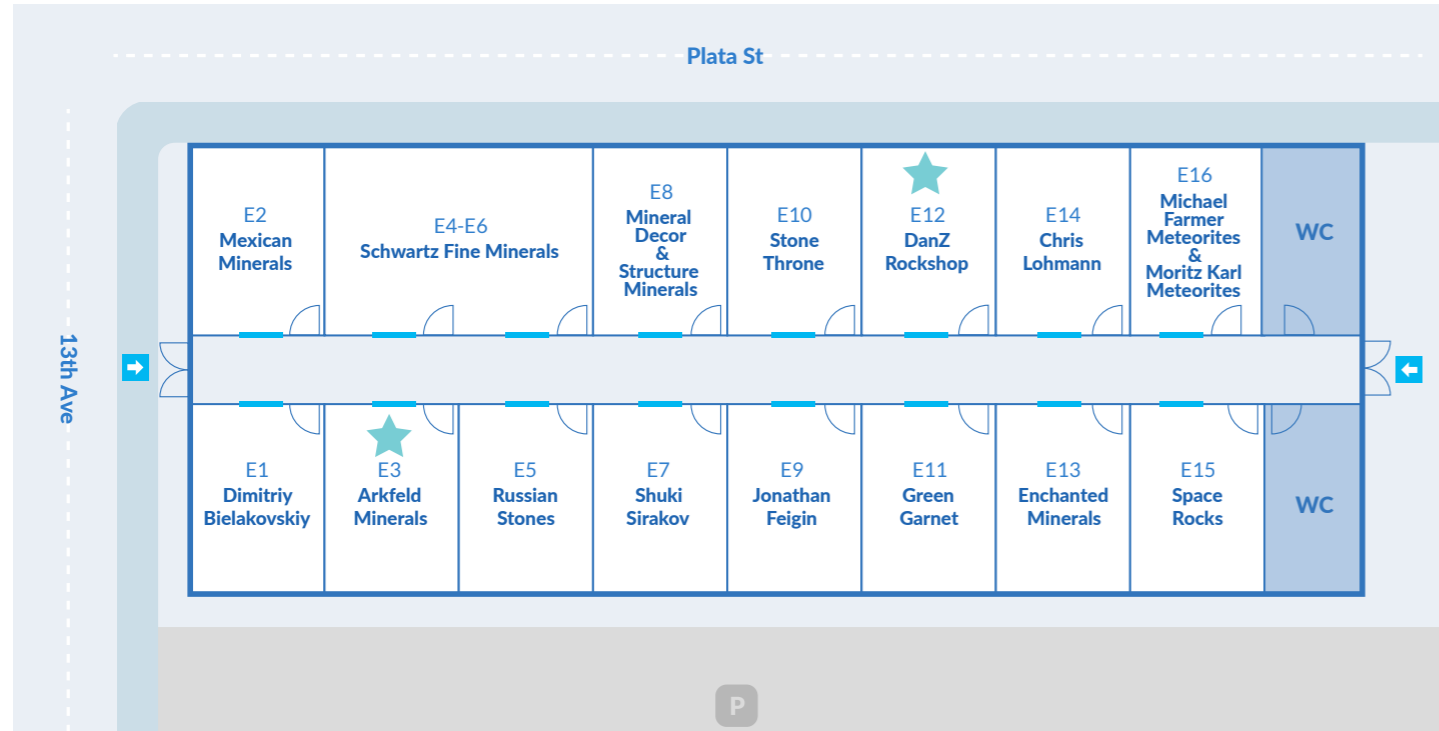 Plata St
13th Ave
E2
Mexican
Minerals
E4-E6
Schwartz Fine Minerals
E8
Mineral
Decor
&
Structure
Minerals
E10
Stone
Throne
E12
DanZ
Rockshop
E14
Chris
Lohmann
E16
Michael
Farmer
Meteorites
&
Moritz Karl
Meteorites
WC
E1
Dimitriy
Bielakovskiy
E3
Arkfeld
Minerals
E5
Russian
Stones
E7
Shuki
Sirakov
E9
Jonathan
Feigin
E11
Green
Garnet
E13
Enchanted
Minerals
E15
Space
Rocks
WC
P